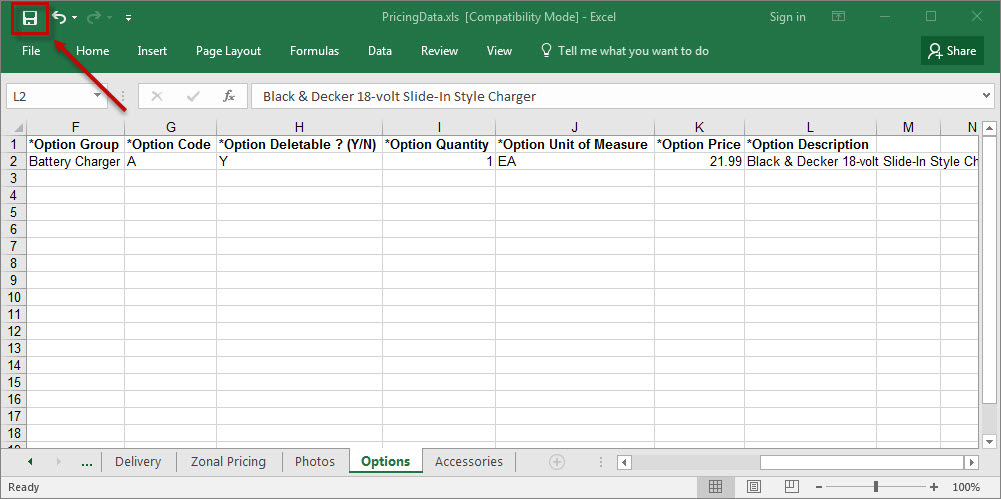 PricingData.xls [Compatibility Mode] - Excel
Sign in
File Home Insert Page Layout Formulas Data Review View Tell me what you want to do Share
L2 fx Black & Decker 18-volt Slide-In Style Charger
F G H I J K L M N
1 *Option Group *Option Code *Option Deletable ? (Y/N) *Option Quantity *Option Unit of Measure *Option Price *Option Description
2 Battery Charger A Y 1 EA 21.99 Black & Decker 18-volt Slide-In Style Ch
3
4
5
6
7
8
9
10
11
12
13
14
15
16
17
18
... Delivery Zonal Pricing Photos Options Accessories
Ready 100%